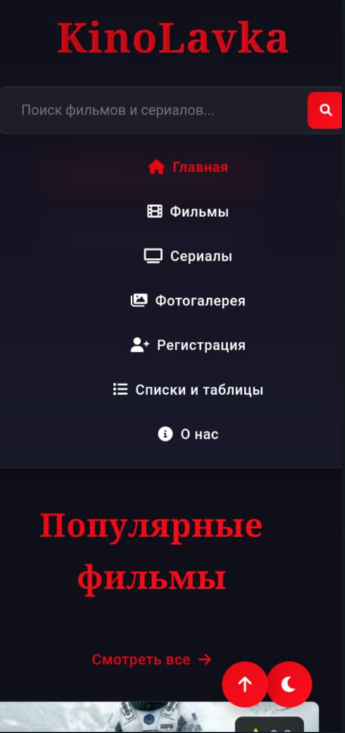 KinoLavka
Поиск фильмов и сериалов...
Главная
Фильмы
Сериалы
Фотогалерея
Регистрация
Списки и таблицы
О нас
Популярные
фильмы
Смотреть все →